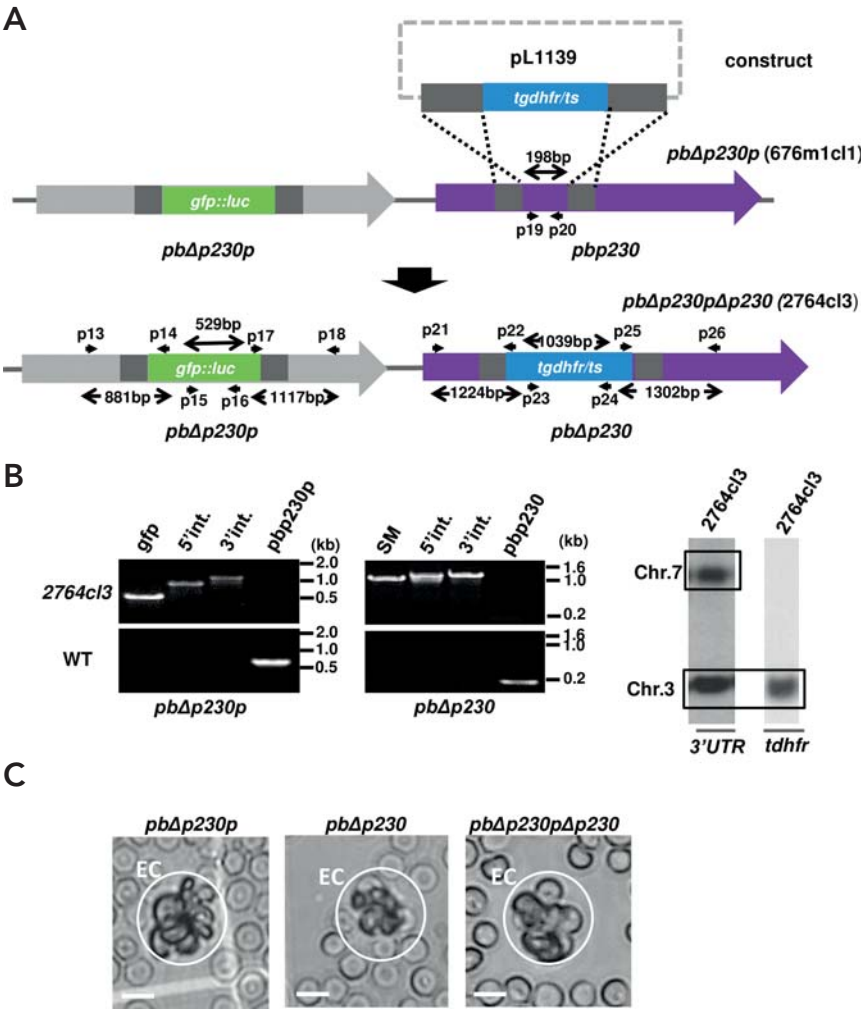 A
pL1139
construct
tgdhfr/ts
pbΔp230p (676m1cl1)
198bp
gfp::luc
p19 p20
pbΔp230p
pbp230
pbΔp230pΔp230 (2764cl3)
p13 p14 529bp p17 p18 p21 p22 1039bp p25 p26
gfp::luc tgdhfr/ts
881bp p15 p16 1117bp 1224bp p23 p24 1302bp
pbΔp230p pbΔp230
B
gfp 5'int. 3'int. pbp230p (kb)
SM 5'int. 3'int. pbp230 (kb)
2764cl3 2764cl3
2764cl3
2.0
1.0
0.5
1.6
1.0
0.2
Chr.7
WT
2.0
1.0
0.5
1.6
1.0
0.2
Chr.3
pbΔp230p pbΔp230
3'UTR tdhfr
C
pbΔp230p pbΔp230 pbΔp230pΔp230
EC EC EC